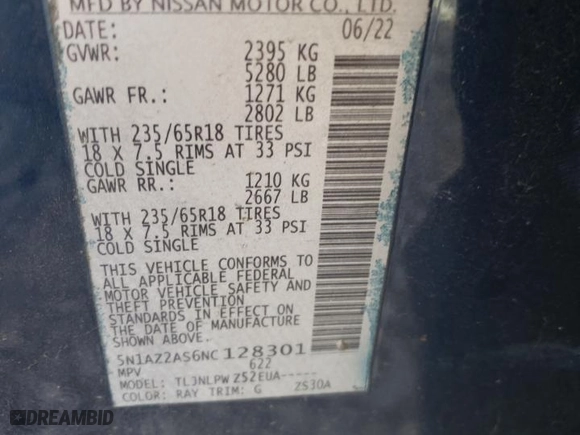 MFD BY NISSAN MOTOR CO., LTD.
DATE: 06/22
GVWR: 2395 KG
5280 LB
GAWR FR.: 1271 KG
2802 LB
WITH 235/65R18 TIRES
18 X 7.5 RIMS AT 33 PSI
COLD SINGLE
GAWR RR.: 1210 KG
2667 LB
WITH 235/65R18 TIRES
18 X 7.5 RIMS AT 33 PSI
COLD SINGLE
THIS VEHICLE CONFORMS TO
ALL APPLICABLE FEDERAL
MOTOR VEHICLE SAFETY AND
THEFT PREVENTION
STANDARDS IN EFFECT ON
THE DATE OF MANUFACTURE
SHOWN ABOVE.
5N1AZ2AS6NC128301
MPV 622
MODEL: TLJNLPWZ52EUA-----
COLOR: RAY TRIM: G ZS30A
DREAMBID